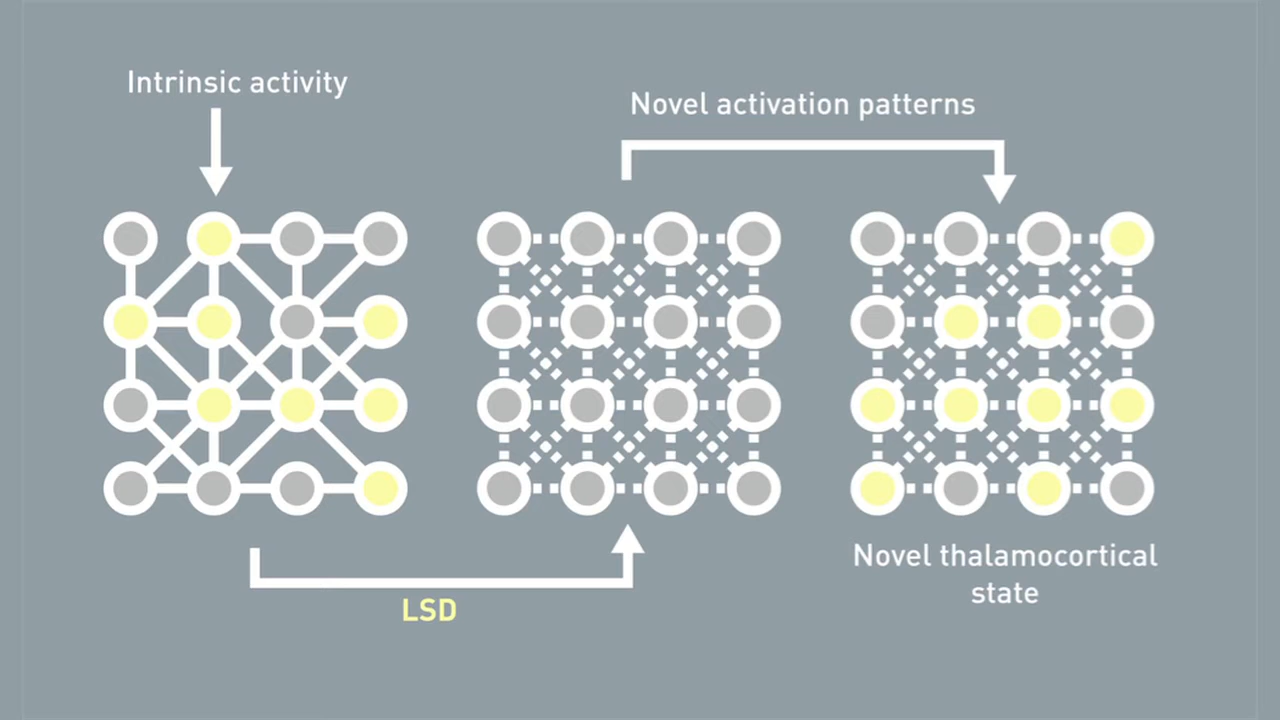 Intrinsic activity
Novel activation patterns
LSD
Novel thalamocortical
state